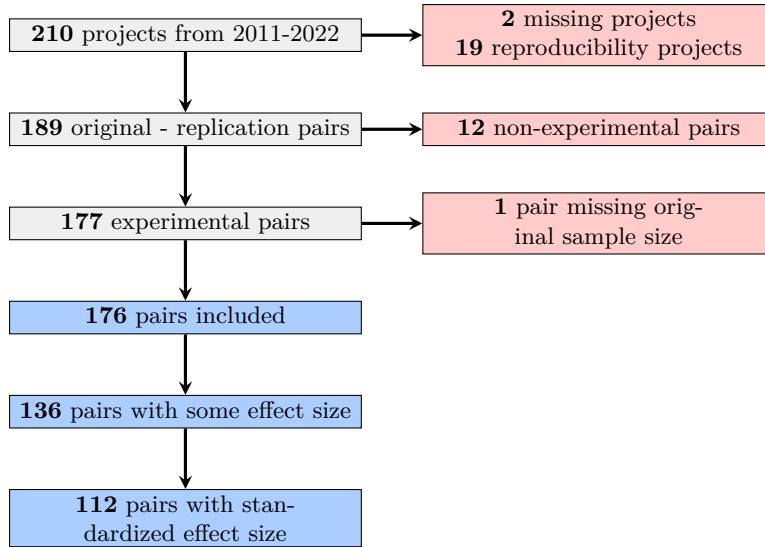 210 projects from 2011-2022
2 missing projects
19 reproducibility projects
189 original - replication pairs
12 non-experimental pairs
177 experimental pairs
1 pair missing orig-
inal sample size
176 pairs included
136 pairs with some effect size
112 pairs with stan-
dardized effect size